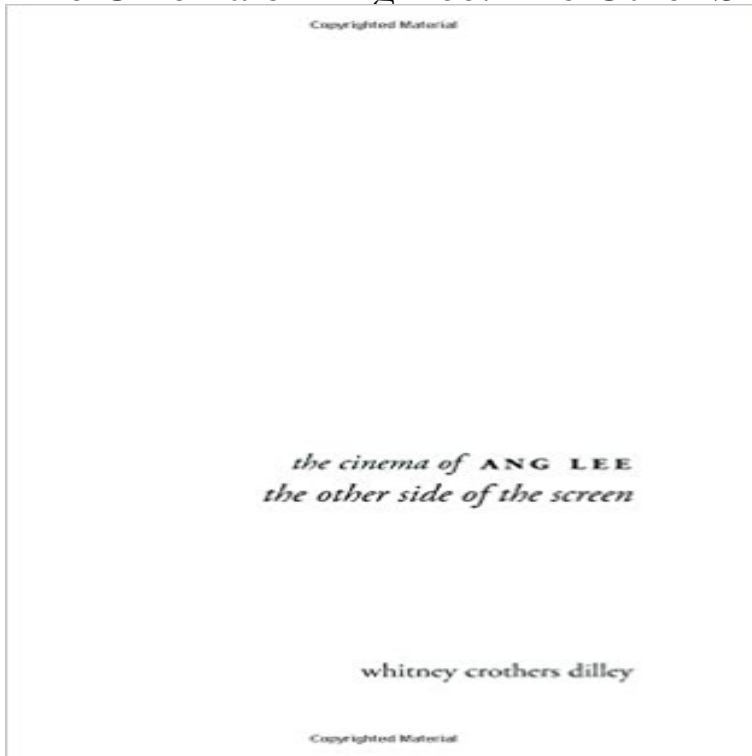 Copyrighted Material
the cinema of ANG LEE
the other side of the screen
whitney crothers dilley
Copyrighted Material